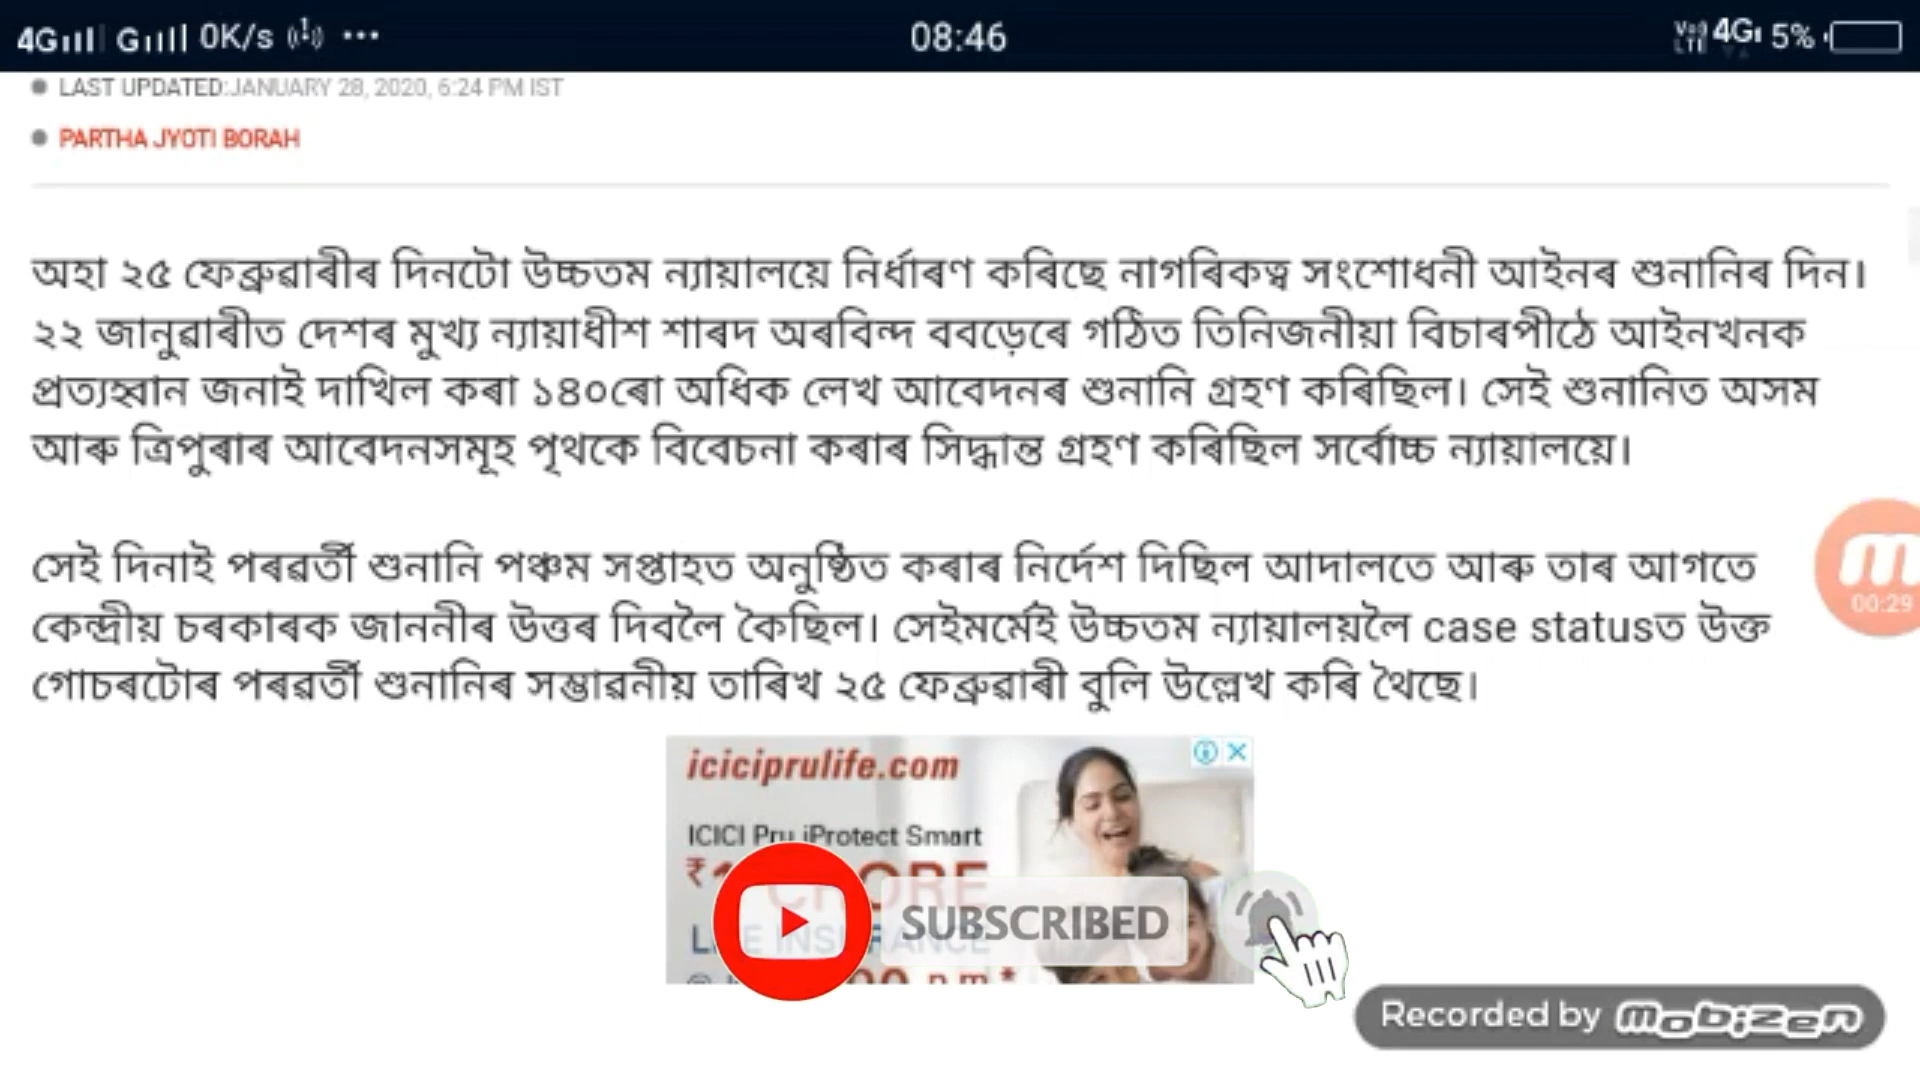 4G G 0K/s ••• 08:46 4G 5%
LAST UPDATED:JANUARY 28, 2020, 6:24 PM IST
PARTHA JYOTI BORAH
অহা ২৫ ফেব্ৰুৱাৰীৰ দিনটো উচ্চতম ন্যায়ালয়ে নিৰ্ধাৰণ কৰিছে নাগৰিকত্ব সংশোধনী আইনৰ শুনানিৰ দিন।
২২ জানুৱাৰীত দেশৰ মুখ্য ন্যায়াধীশ শাৰদ অৰবিন্দ ববড়েৰে গঠিত তিনিজনীয়া বিচাৰপীঠে আইনখনক
প্ৰত্যহ্বান জনাই দাখিল কৰা ১৪০ৰো অধিক লেখ আবেদনৰ শুনানি গ্ৰহণ কৰিছিল। সেই শুনানিত অসম
আৰু ত্ৰিপুৰাৰ আবেদনসমূহ পৃথকে বিবেচনা কৰাৰ সিদ্ধান্ত গ্ৰহণ কৰিছিল সৰ্বোচ্চ ন্যায়ালয়ে।
সেই দিনাই পৰৱৰ্তী শুনানি পঞ্চম সপ্তাহত অনুষ্ঠিত কৰাৰ নিৰ্দেশ দিছিল আদালতে আৰু তাৰ আগতে
কেন্দ্ৰীয় চৰকাৰক জাননীৰ উত্তৰ দিবলৈ কৈছিল। সেইমৰ্মেই উচ্চতম ন্যায়ালয়লৈ case statusত উক্ত
গোচৰটোৰ পৰৱৰ্তী শুনানিৰ সম্ভাৱনীয় তাৰিখ ২৫ ফেব্ৰুৱাৰী বুলি উল্লেখ কৰি থৈছে।
00:29
iciciprulife.com
ICICI Pru iProtect Smart
₹1 CRORE
LIFE INSURANCE
SUBSCRIBED
p.m*
Recorded by mobizen